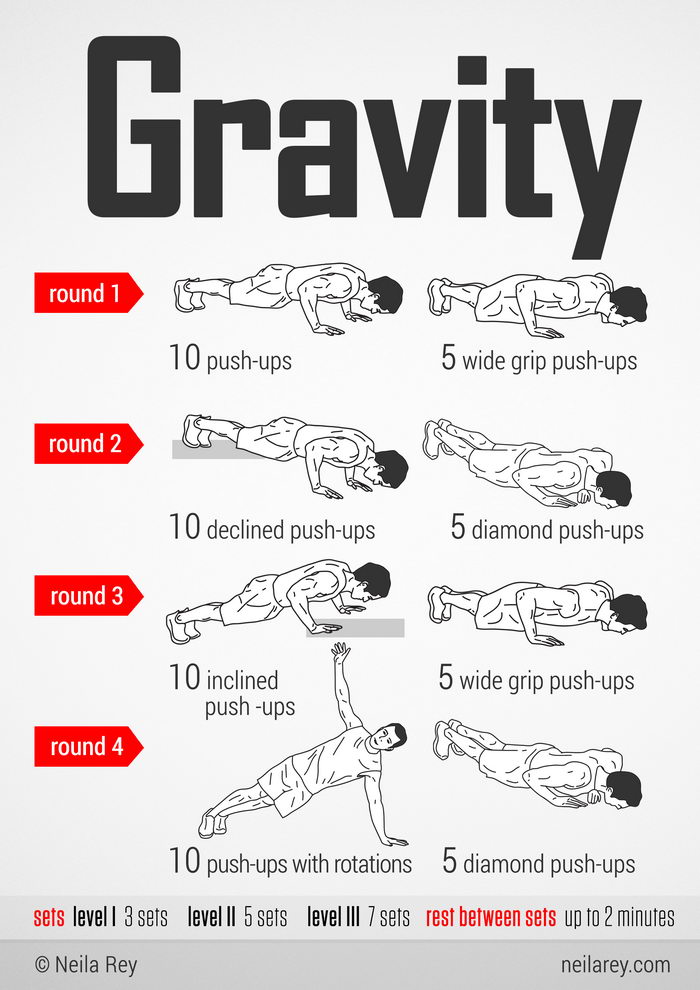 Gravity
round 1
10 push-ups
5 wide grip push-ups
round 2
10 declined push-ups
5 diamond push-ups
round 3
10 inclined
push -ups
5 wide grip push-ups
round 4
10 push-ups with rotations
5 diamond push-ups
sets level I 3 sets level II 5 sets level III 7 sets rest between sets up to 2 minutes
© Neila Rey
neilarey.com